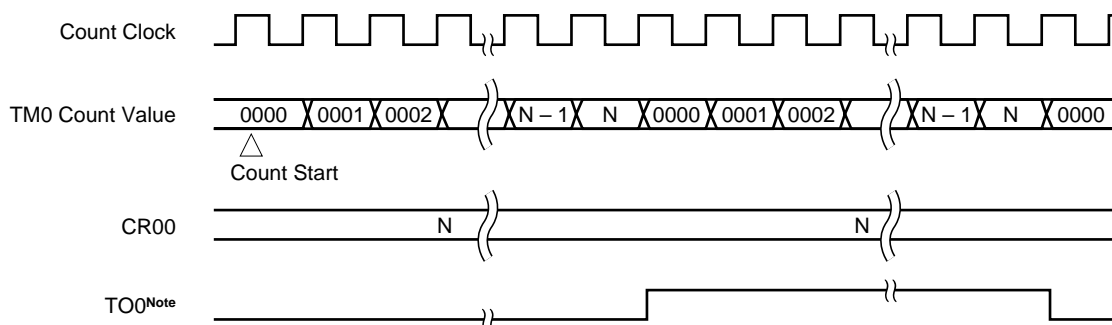 Count Clock
TM0 Count Value 0000 0001 0002 N – 1 N 0000 0001 0002 N – 1 N 0000
Count Start
CR00 N N
TO0Note